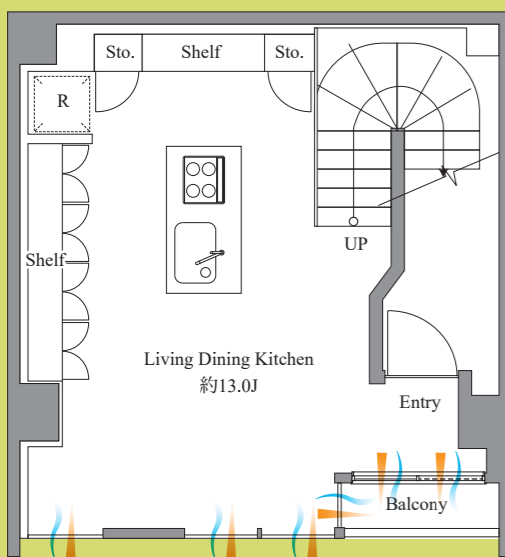 Sto.
Shelf
Sto.
R
Shelf
UP
Living Dining Kitchen
約13.0J
Entry
Balcony